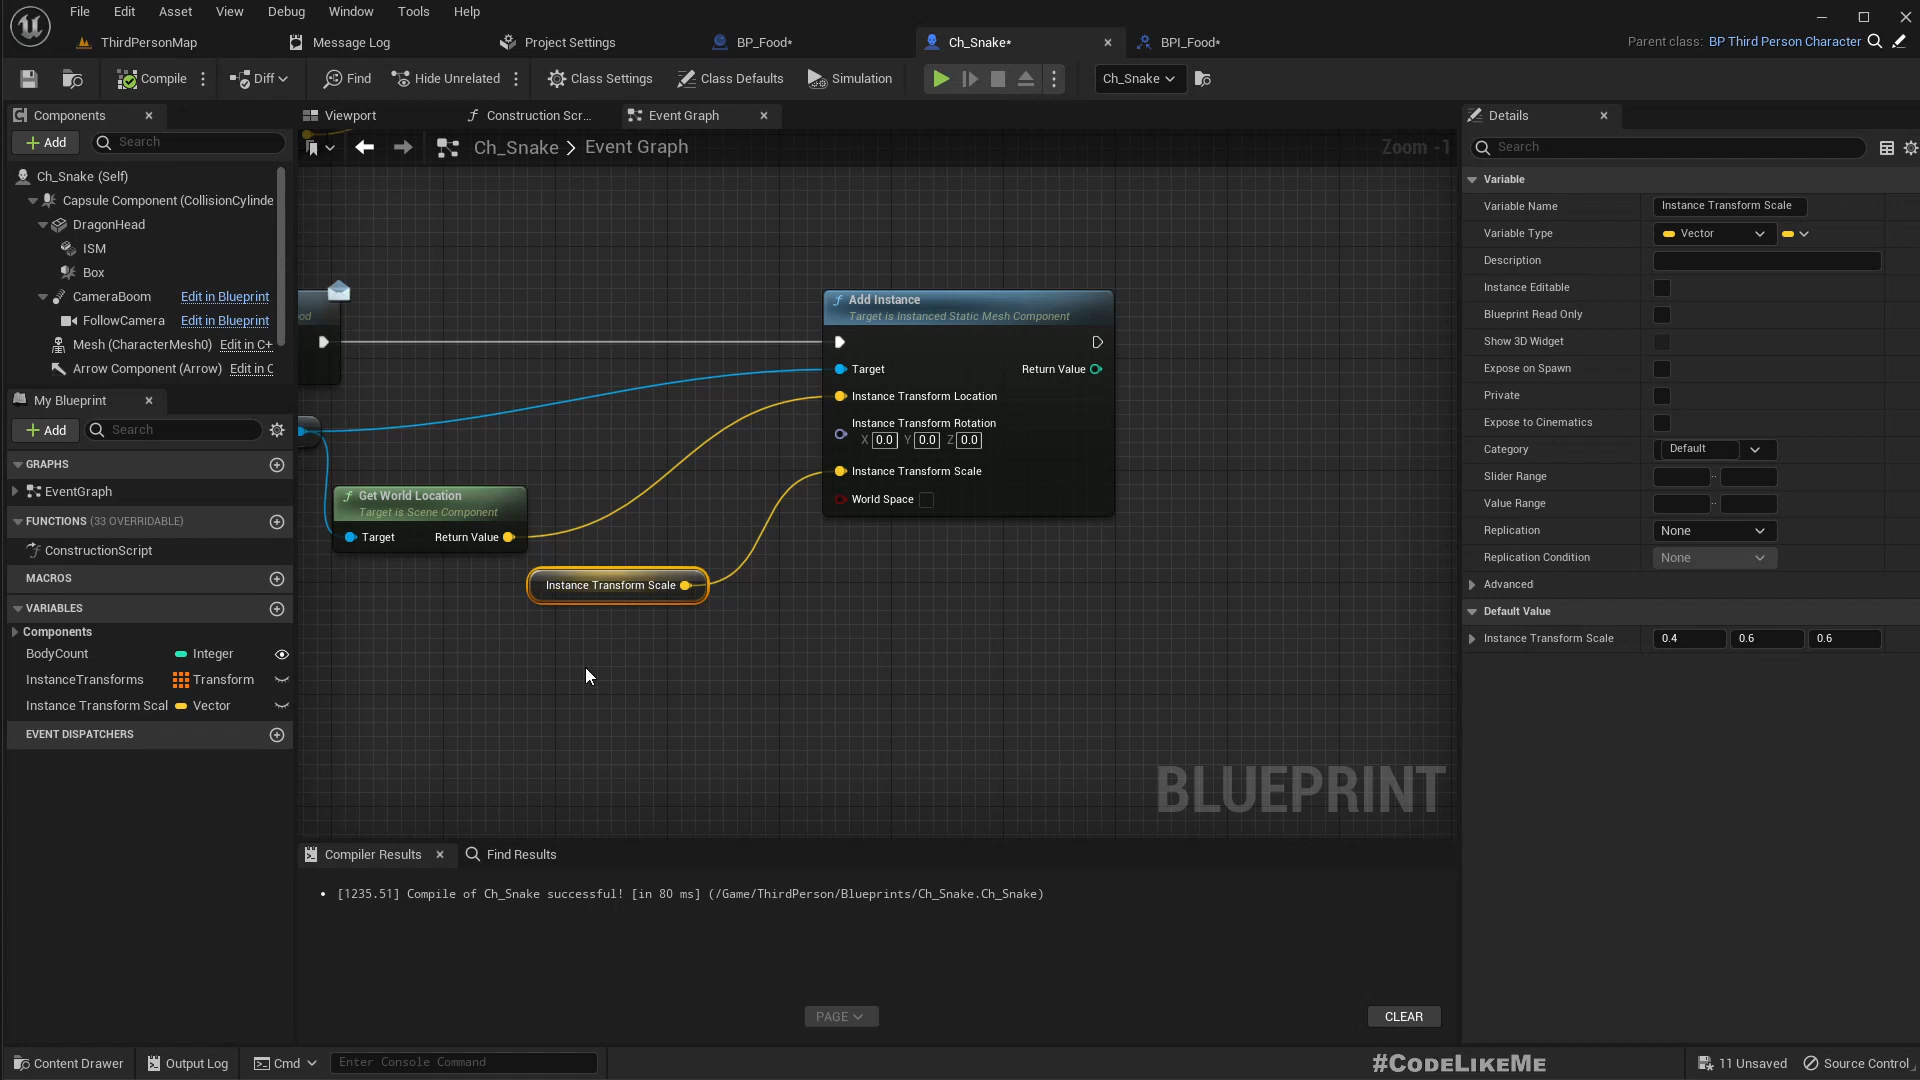 File Edit Asset View Debug Window Tools Help
ThirdPersonMap Message Log Project Settings BP_Food* Ch_Snake* BPI_Food* Parent class: BP Third Person Character
Compile Diff Find Hide Unrelated Class Settings Class Defaults Simulation Ch_Snake
Components Viewport Construction Scr... Event Graph Details
Add Search Ch_Snake > Event Graph Zoom -1 Search
Ch_Snake (Self)
Capsule Component (CollisionCylinde
DragonHead
ISM
Box
CameraBoom Edit in Blueprint
FollowCamera Edit in Blueprint
Mesh (CharacterMesh0) Edit in C+
Arrow Component (Arrow) Edit in C
My Blueprint
Add Search
GRAPHS
EventGraph
FUNCTIONS (33 OVERRIDABLE)
ConstructionScript
MACROS
VARIABLES
Components
BodyCount Integer
InstanceTransforms Transform
Instance Transform Scal Vector
EVENT DISPATCHERS
od
Add Instance
Target is Instanced Static Mesh Component
Target Return Value
Instance Transform Location
Instance Transform Rotation
X 0.0 Y 0.0 Z 0.0
Instance Transform Scale
World Space
Get World Location
Target is Scene Component
Target Return Value
Instance Transform Scale
BLUEPRINT
Variable
Variable Name Instance Transform Scale
Variable Type Vector
Description
Instance Editable
Blueprint Read Only
Show 3D Widget
Expose on Spawn
Private
Expose to Cinematics
Category Default
Slider Range ..
Value Range ..
Replication None
Replication Condition None
Advanced
Default Value
Instance Transform Scale 0.4 0.6 0.6
Compiler Results Find Results
• [1235.51] Compile of Ch_Snake successful! [in 80 ms] (/Game/ThirdPerson/Blueprints/Ch_Snake.Ch_Snake)
PAGE CLEAR
Content Drawer Output Log Cmd Enter Console Command #CODELIKEME 11 Unsaved Source Control